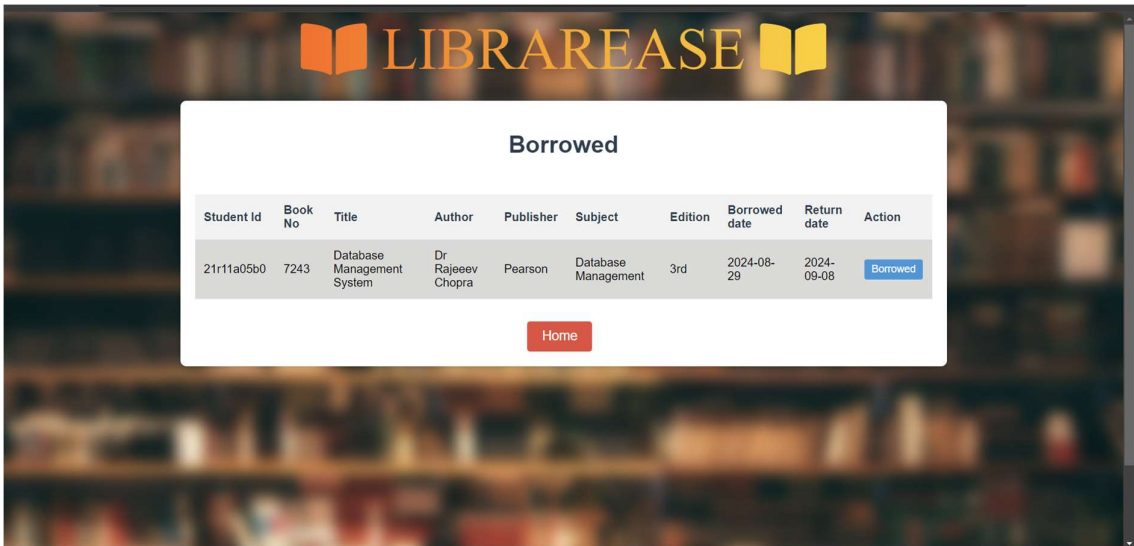 LIBRAREASE
Borrowed
Student Id Book No Title Author Publisher Subject Edition Borrowed date Return date Action
21r11a05b0 7243 Database Management System Dr Rajeeev Chopra Pearson Database Management 3rd 2024-08-29 2024-09-08 Borrowed
Home